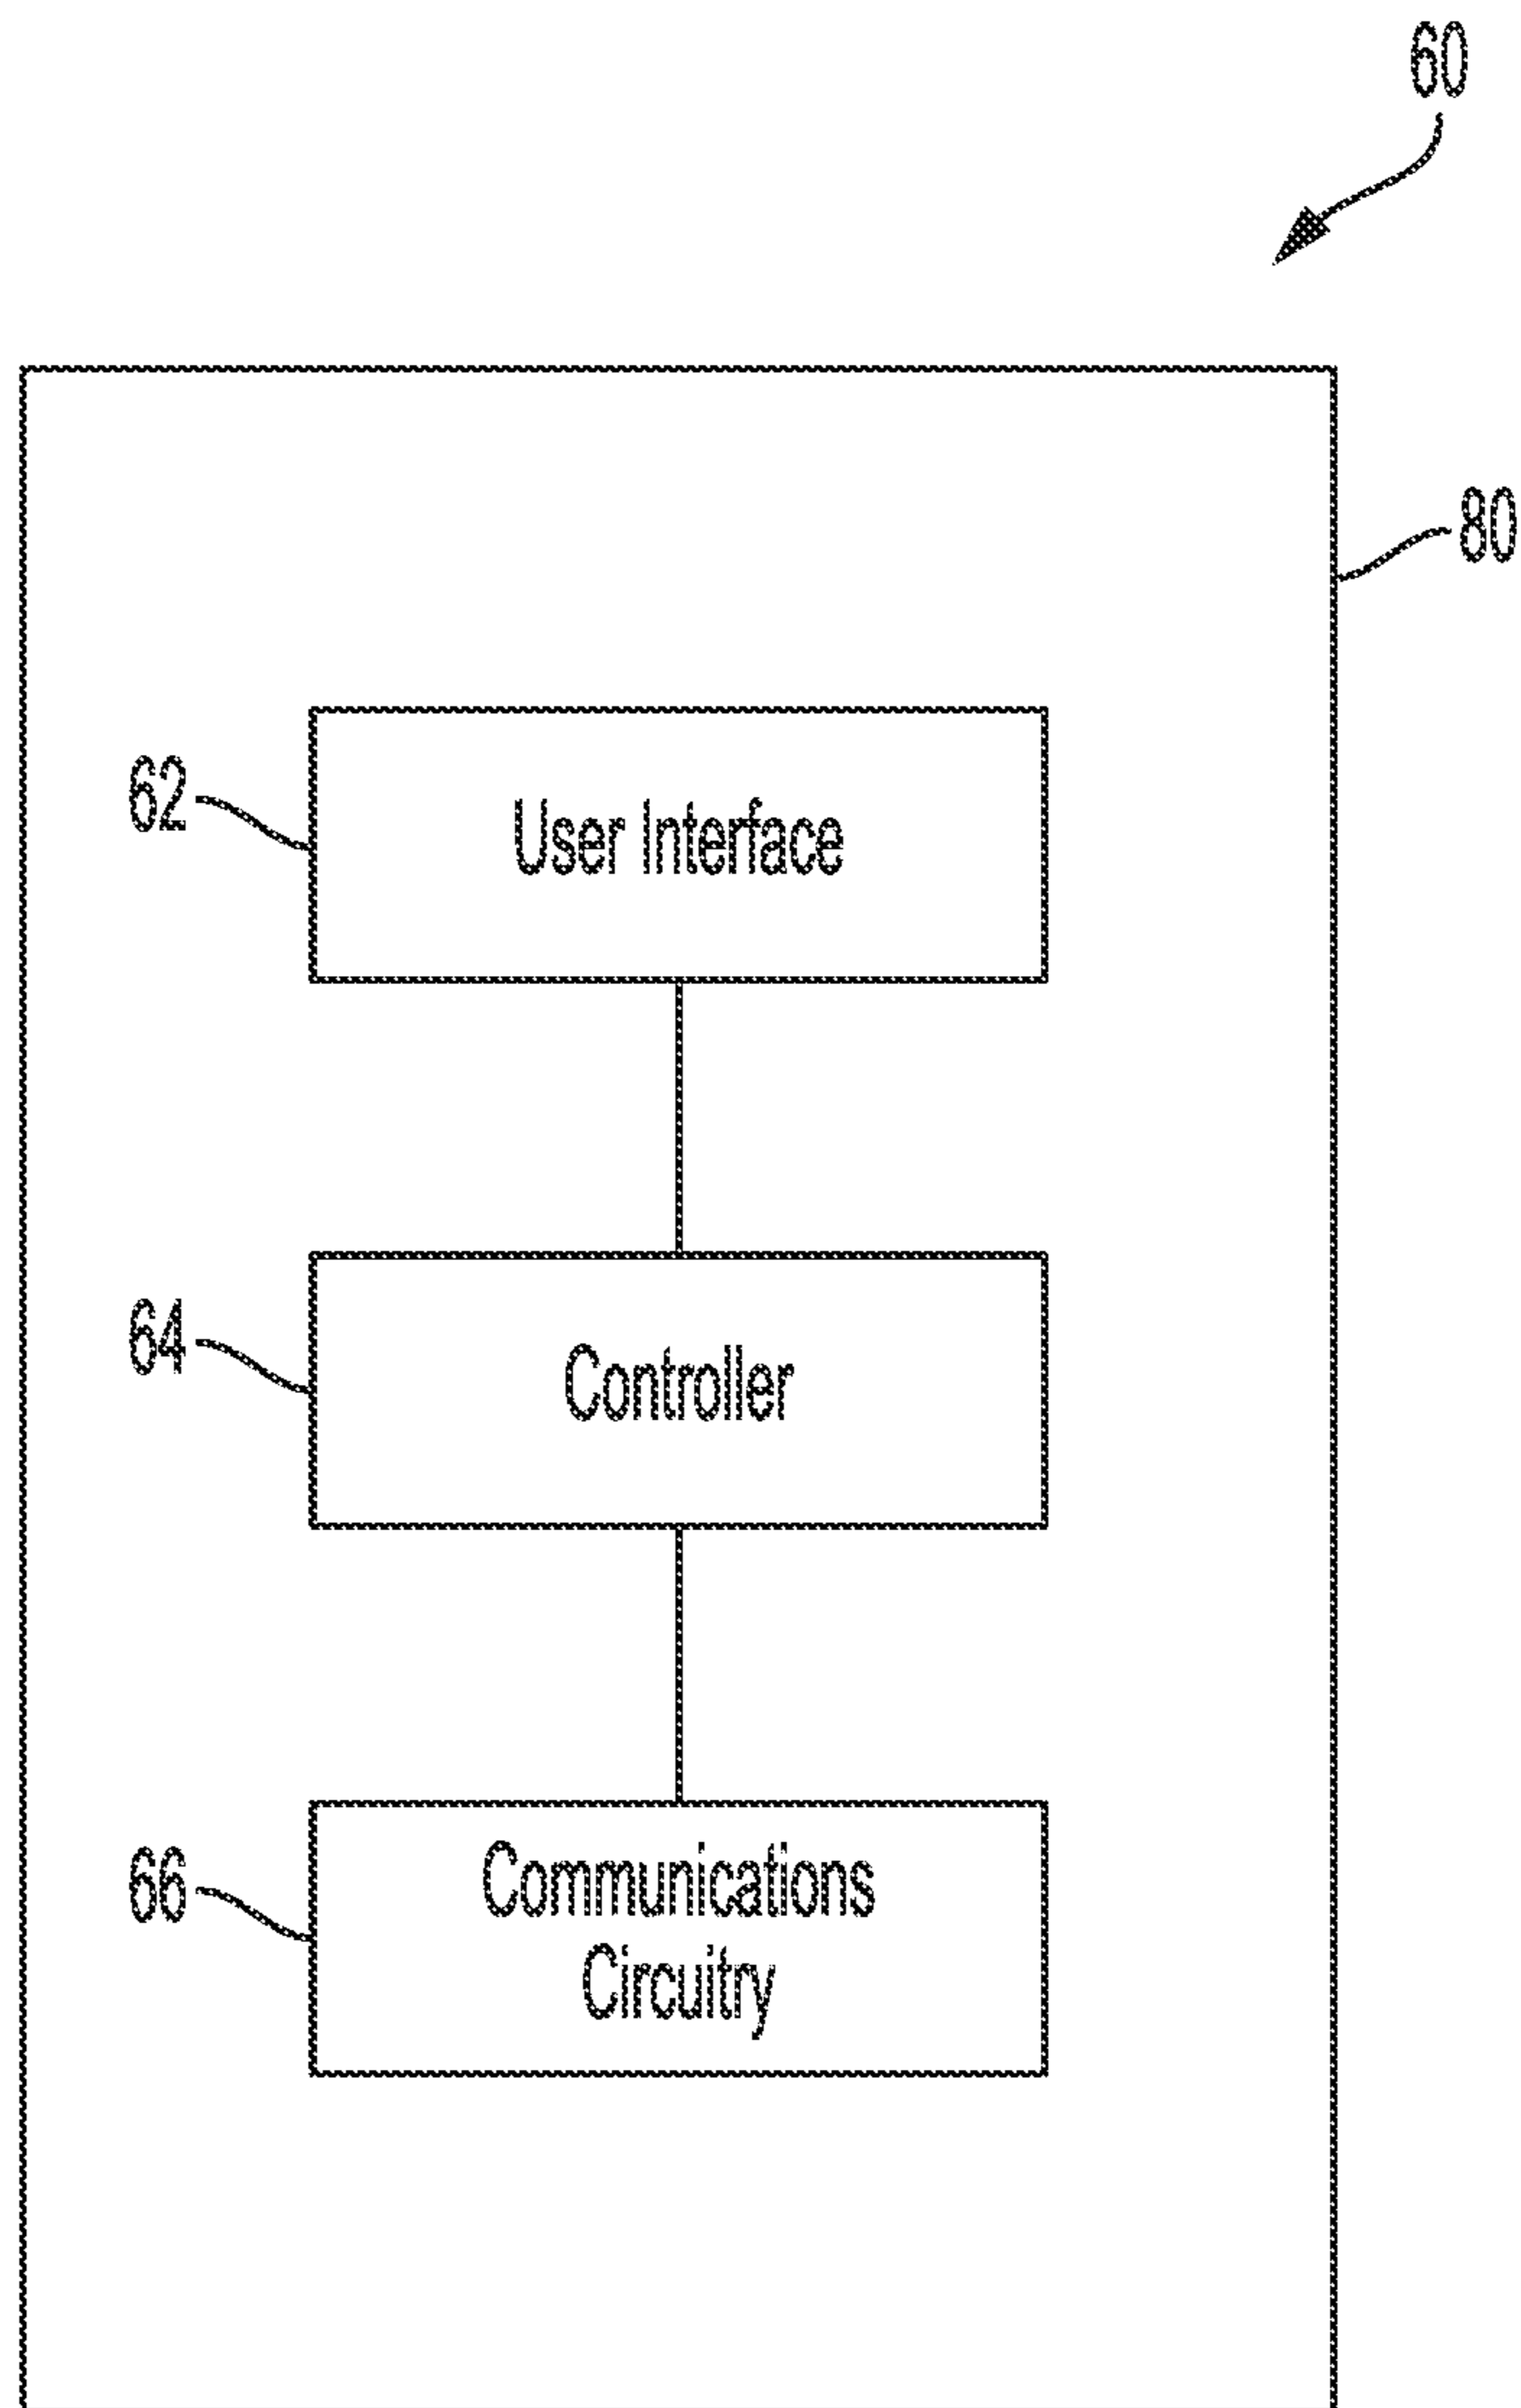 60
80
62
User Interface
64
Controller
66
Communications
Circuitry